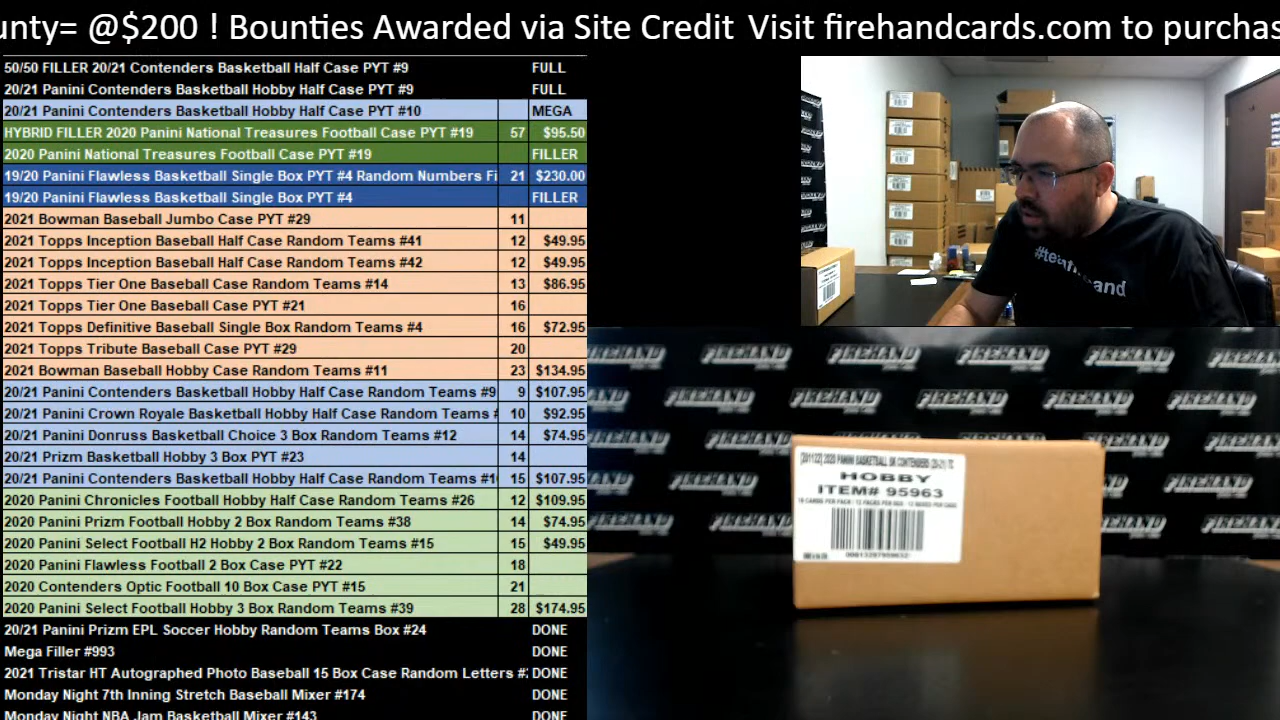 unty= @$200 ! Bounties Awarded via Site Credit Visit firehandcards.com to purchas
50/50 FILLER 20/21 Contenders Basketball Half Case PYT #9 FULL
20/21 Panini Contenders Basketball Hobby Half Case PYT #9 FULL
20/21 Panini Contenders Basketball Hobby Half Case PYT #10 MEGA
HYBRID FILLER 2020 Panini National Treasures Football Case PYT #19 57 $95.50
2020 Panini National Treasures Football Case PYT #19 FILLER
19/20 Panini Flawless Basketball Single Box PYT #4 Random Numbers Fi 21 $230.00
19/20 Panini Flawless Basketball Single Box PYT #4 FILLER
2021 Bowman Baseball Jumbo Case PYT #29 11
2021 Topps Inception Baseball Half Case Random Teams #41 12 $49.95
2021 Topps Inception Baseball Half Case Random Teams #42 12 $49.95
2021 Topps Tier One Baseball Case Random Teams #14 13 $86.95
2021 Topps Tier One Baseball Case PYT #21 16
2021 Topps Definitive Baseball Single Box Random Teams #4 16 $72.95
2021 Topps Tribute Baseball Case PYT #29 20
2021 Bowman Baseball Hobby Case Random Teams #11 23 $134.95
20/21 Panini Contenders Basketball Hobby Half Case Random Teams #9 9 $107.95
20/21 Panini Crown Royale Basketball Hobby Half Case Random Teams # 10 $92.95
20/21 Panini Donruss Basketball Choice 3 Box Random Teams #12 14 $74.95
20/21 Prizm Basketball Hobby 3 Box PYT #23 14
20/21 Panini Contenders Basketball Hobby Half Case Random Teams #1 15 $107.95
2020 Panini Chronicles Football Hobby Half Case Random Teams #26 12 $109.95
2020 Panini Prizm Football Hobby 2 Box Random Teams #38 14 $74.95
2020 Panini Select Football H2 Hobby 2 Box Random Teams #15 15 $49.95
2020 Panini Flawless Football 2 Box Case PYT #22 18
2020 Contenders Optic Football 10 Box Case PYT #15 21
2020 Panini Select Football Hobby 3 Box Random Teams #39 28 $174.95
20/21 Panini Prizm EPL Soccer Hobby Random Teams Box #24 DONE
Mega Filler #993 DONE
2021 Tristar HT Autographed Photo Baseball 15 Box Case Random Letters #: DONE
Monday Night 7th Inning Stretch Baseball Mixer #174 DONE
Monday Night NBA Jam Basketball Mixer #143 DONE
FIREHAND
HOBBY
ITEM# 95963